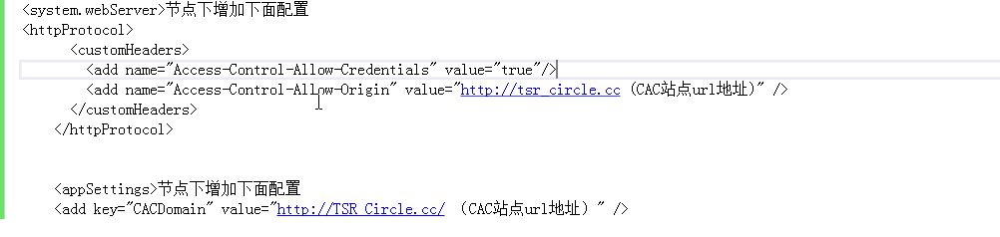 <system.webServer>节点下增加下面配置
<httpProtocol>
<customHeaders>
<add name="Access-Control-Allow-Credentials" value="true"/>
<add name="Access-Control-Allow-Origin" value="http://tsr_circle.cc (CAC站点url地址)" />
</customHeaders>
</httpProtocol>
<appSettings>节点下增加下面配置
<add key="CACDomain" value="http://TSR_Circle.cc/ （CAC站点url地址）" />